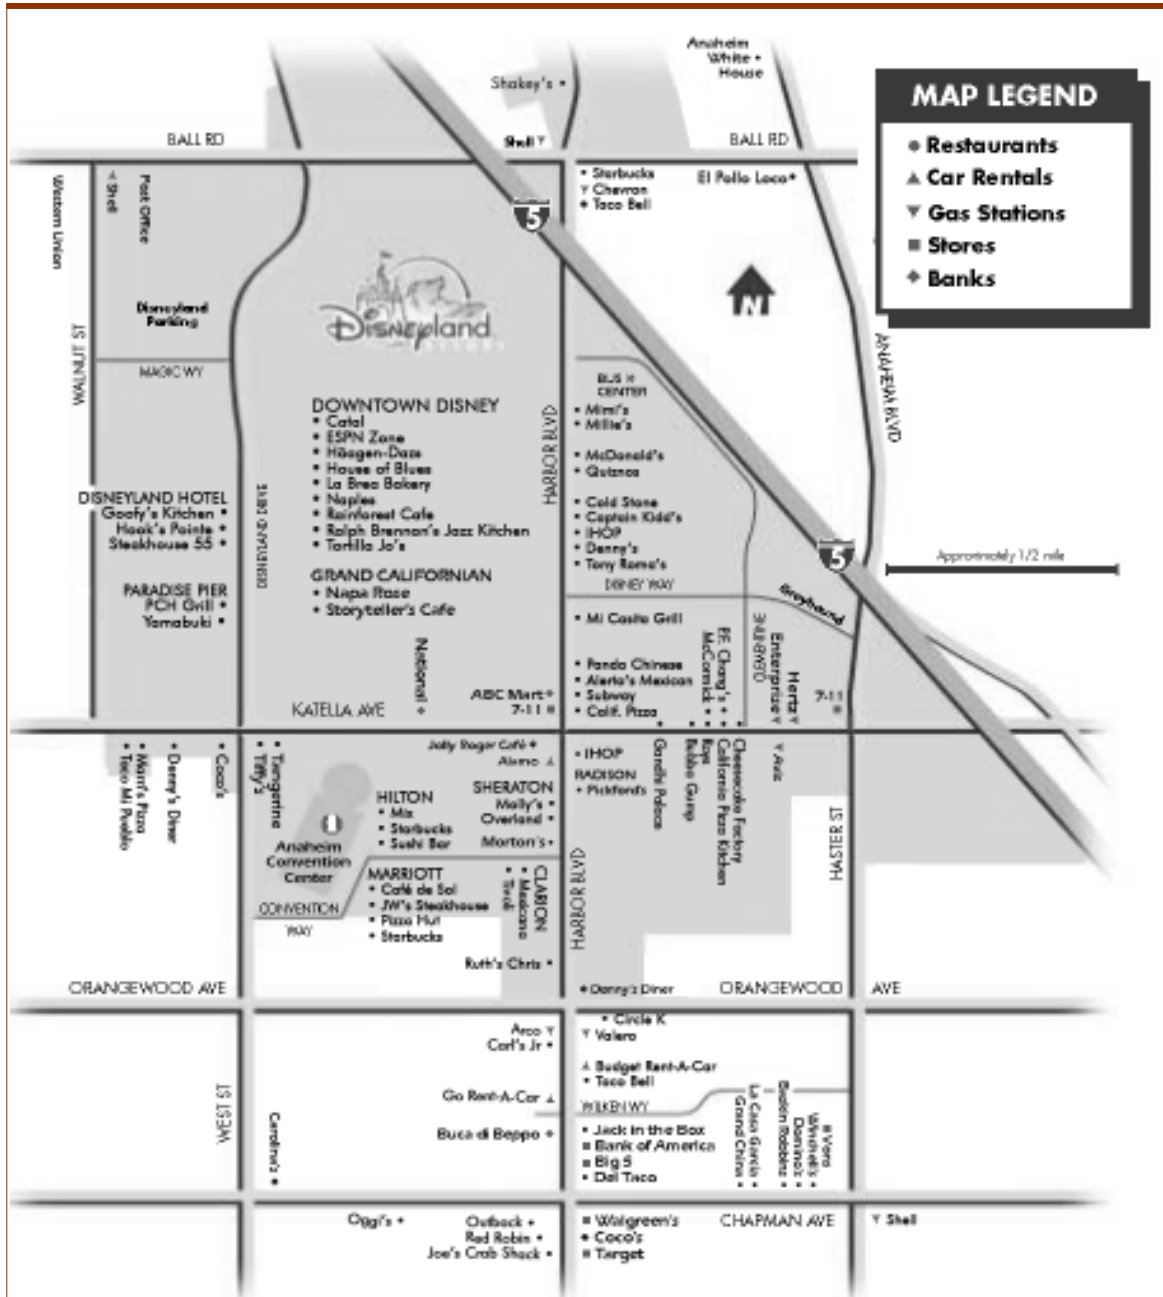 Anaheim
White
House
Shakey's
MAP LEGEND
Restaurants
Car Rentals
Gas Stations
Stores
Banks
BALL RD
Shell
BALL RD
Western Union
Shell
Post Office
Starbucks
Chevron
Taco Bell
El Pollo Loco
5
N
Disneyland
Parking
Disneyland
WALNUT ST
MAGIC WY
ANAHEIM BLVD
BUS
CENTER
Mimi's
Millie's
DOWNTOWN DISNEY
Catal
ESPN Zone
Häagen-Daze
House of Blues
La Brea Bakery
Naples
Rainforest Cafe
Ralph Brennan's Jazz Kitchen
Tortilla Jo's
HARBOR BLVD
McDonald's
Quiznos
DISNEYLAND HOTEL
Goofy's Kitchen
Hook's Pointe
Steakhouse 55
DISNEYLAND DRIVE
Cold Stone
Captain Kidd's
IHOP
Denny's
Tony Roma's
5
Approximately 1/2 mile
GRAND CALIFORNIAN
Napa Rose
Storyteller's Cafe
PARADISE PIER
PCH Grill
Yamabuki
DISNEY WAY
Greyhound
Mi Casita Grill
Panda Chinese
Alerta's Mexican
Subway
Calif. Pizza
P.F. Chang's
McCormick
CLEMENTINE
Enterprize
Hertz
7-11
National
ABC Mart
7-11
KATELLA AVE
Taco Mi Pueblo
Marri's Pizza
Denny's Diner
Coco's
Tiffy's
Tangerine
Jolly Roger Café
Alamo
IHOP
RADISON
Pickford's
Gandhi Palace
Bubba Gump
Roys
California Pizza Kitchen
Cheesecake Factory
Avis
HASTER ST
HILTON
Mix
Starbucks
Sushi Bar
SHERATON
Molly's
Overland
Morton's
Anaheim
Convention
Center
MARRIOTT
Café de Sol
JW's Steakhouse
Pizza Hut
Starbucks
CLARION
Mexicana
Tivoli
HARBOR BLVD
CONVENTION
WAY
Ruth's Chris
ORANGEWOOD AVE
Denny's Diner
ORANGEWOOD AVE
Circle K
Arco
Carl's Jr
Valero
Budget Rent-A-Car
Taco Bell
Go Rent-A-Car
WILKEN WY
WEST ST
Carolina's
Buca di Beppo
Jack in the Box
Bank of America
Big 5
Del Taco
Grand China
La Casa Garcia
Baskin Robbins
Domino's
Winchell's
Oggi's
Outback
Red Robin
Joe's Crab Shack
Walgreen's
Coco's
Target
CHAPMAN AVE
Shell